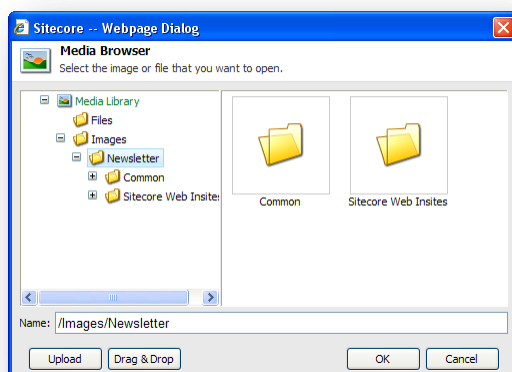 Sitecore -- Webpage Dialog
Media Browser
Select the image or file that you want to open.
Media Library
Files
Images
Newsletter
Common
Sitecore Web Insites
Common
Sitecore Web Insites
Name: /Images/Newsletter
Upload Drag & Drop OK Cancel